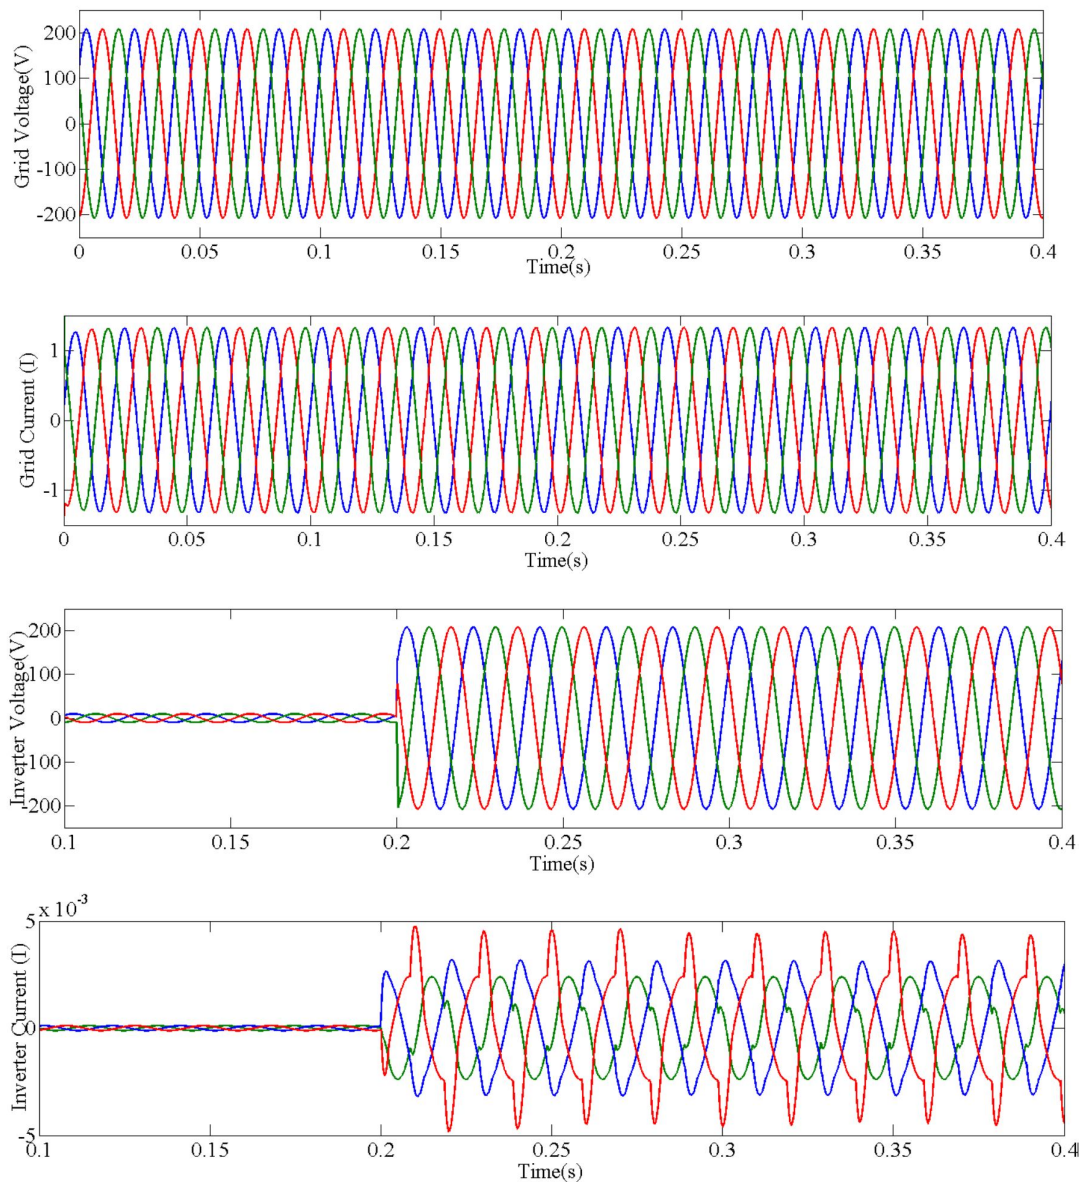 200
100
0
-100
-200
Grid Voltage(V)
0 0.05 0.1 0.15 0.2 0.25 0.3 0.35 0.4
Time(s)
1
0
-1
Grid Current (I)
0 0.05 0.1 0.15 0.2 0.25 0.3 0.35 0.4
Time(s)
200
100
0
100
200
Inverter Voltage(V)
0.1 0.15 0.2 0.25 0.3 0.35 0.4
Time(s)
x 10-3
5
0
-5
Inverter Current (I)
0.1 0.15 0.2 0.25 0.3 0.35 0.4
Time(s)